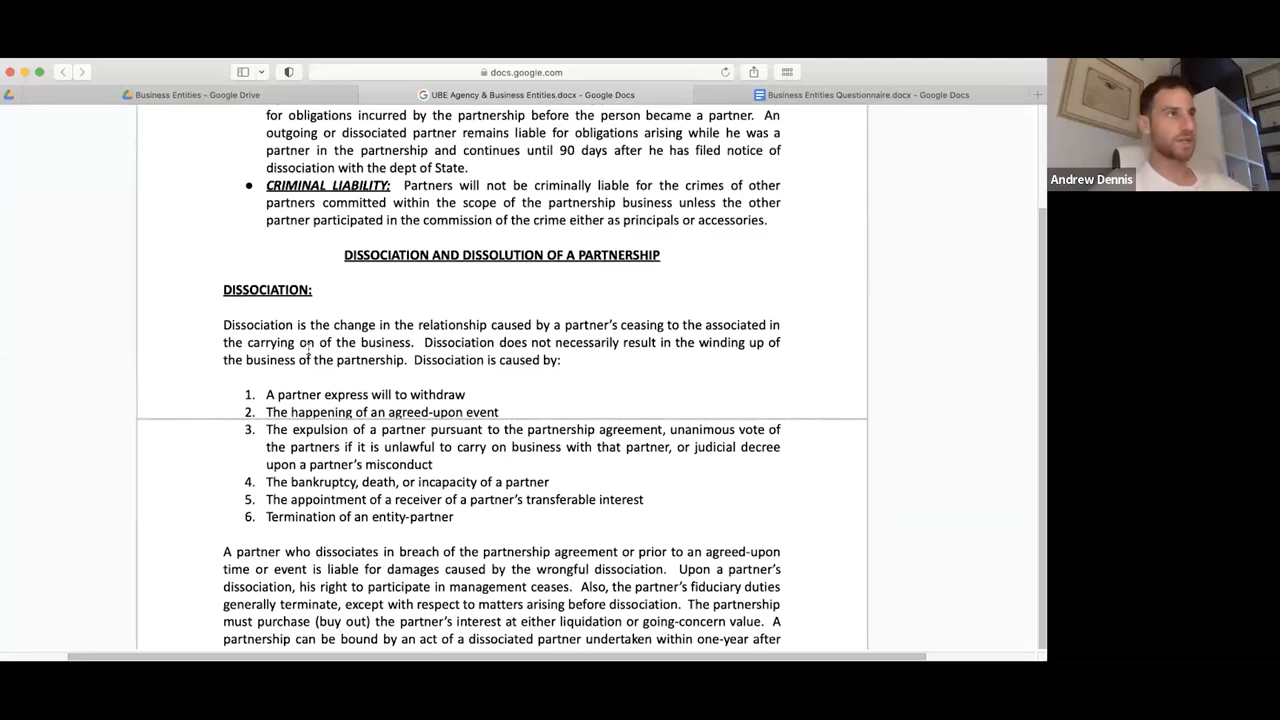 docs.google.com
Business Entities – Google Drive
UBE Agency & Business Entities.docx - Google Docs
Business Entities Questionnaire.docx - Google Docs
for obligations incurred by the partnership before the person became a partner. An
outgoing or dissociated partner remains liable for obligations arising while he was a
partner in the partnership and continues until 90 days after he has filed notice of
dissociation with the dept of State.
● CRIMINAL LIABILITY: Partners will not be criminally liable for the crimes of other
partners committed within the scope of the partnership business unless the other
partner participated in the commission of the crime either as principals or accessories.
DISSOCIATION AND DISSOLUTION OF A PARTNERSHIP
DISSOCIATION:
Dissociation is the change in the relationship caused by a partner's ceasing to the associated in
the carrying on of the business. Dissociation does not necessarily result in the winding up of
the business of the partnership. Dissociation is caused by:
1. A partner express will to withdraw
2. The happening of an agreed-upon event
3. The expulsion of a partner pursuant to the partnership agreement, unanimous vote of
the partners if it is unlawful to carry on business with that partner, or judicial decree
upon a partner's misconduct
4. The bankruptcy, death, or incapacity of a partner
5. The appointment of a receiver of a partner's transferable interest
6. Termination of an entity-partner
A partner who dissociates in breach of the partnership agreement or prior to an agreed-upon
time or event is liable for damages caused by the wrongful dissociation. Upon a partner's
dissociation, his right to participate in management ceases. Also, the partner's fiduciary duties
generally terminate, except with respect to matters arising before dissociation. The partnership
must purchase (buy out) the partner's interest at either liquidation or going-concern value. A
partnership can be bound by an act of a dissociated partner undertaken within one-year after
Andrew Dennis